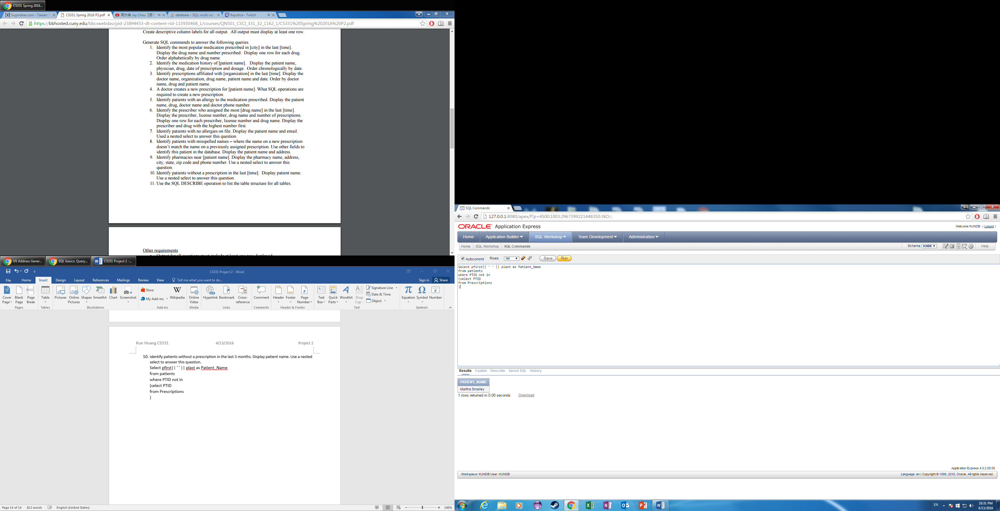 CS331 Spring 2016...
Sugoideas.com - Taiwan
CS331 Spring 2016 P2.pdf
周杰倫 Jay Chou
database - SQL: multi val
Kayotica - Twitch
https://bbhosted.cuny.edu/bbcswebdav/pid-23894453-dt-content-rid-115930468_1/courses/QNS01_CSCI_331_32_1162_1/CS331%20Spring%202016%20P2.pdf
Create descriptive column labels for all output. All output must display at least one row.
Generate SQL commends to answer the following queries.
1. Identify the most popular medication prescribed in [city] in the last [time].
Display the drug name and number prescribed. Display one row for each drug.
Order alphabetically by drug name.
2. Identify the medication history of [patient name]. Display the patient name,
physician, drug, date of prescription and dosage. Order chronologically by date.
3. Identify prescriptions affiliated with [organization] in the last [time]. Display the
doctor name, organization, drug name, patient name and date. Order by doctor
name, drug and patient name.
4. A doctor creates a new prescription for [patient name]. What SQL operations are
required to create a new prescription.
5. Identify patients with an allergy to the medication prescribed. Display the patient
name, drug, doctor name and doctor phone number.
6. Identify the prescriber who assigned the most [drug name] in the last [time].
Display the prescriber, license number, drug name and number of prescriptions.
Display one row for each prescriber, license number and drug name. Display the
prescriber and drug with the highest number first.
7. Identify patients with no allergies on file. Display the patient name and email.
Used a nested select to answer this question.
8. Identify patients with misspelled names – where the name on a new prescription
doesn't match the name on a previously assigned prescription. Use other fields to
identify this patient in the database. Display the patient name and address.
9. Identify pharmacies near [patient name]. Display the pharmacy name, address,
city, state, zip code and phone number. Use a nested select to answer this
question.
10. Identify patients without a prescription in the last [time]. Display patient name.
Use a nested select to answer this question.
11. Use the SQL DESCRIBE operation to list the table structure for all tables.
Other requirements
Output for all questions must include at least one row displayed
US Address Gener...
SQL basics: Query...
CS331 Project 2 -...
CS331 Project 2 - Word
File Home Insert Design Layout References Mailings Review View Tell me what you want to do... Sign in Share
Cover Page
Blank Page
Page Break
Table
Pictures
Online Pictures
Shapes
SmartArt
Chart
Screenshot
Store
My Add-ins
Wikipedia
Online Video
Hyperlink
Bookmark
Cross-reference
Comment
Header
Footer
Page Number
Text Box
Quick Parts
WordArt
Drop Cap
Signature Line
Date & Time
Object
Equation
Symbol
Number
Pages Tables Illustrations Add-ins Media Links Comments Header & Footer Text Symbols
Kun Huang CS331 4/13/2016 Project 2
10. Identify patients without a prescription in the last 3 months. Display patient name. Use a nested
select to answer this question.
Select pfirst|| ' ' || plast as Patient_Name
from patients
where PTID not in
(select PTID
from Prescriptions
)
Page 14 of 14 812 words English (United States) 100%
SQL Commands
127.0.0.1:8080/apex/f?p=4500:1003:2967399221448350::NO:::
ORACLE Application Express
Welcome KUNDB ( Logout )
Home Application Builder SQL Workshop Team Development Administration
Home SQL Workshop SQL Commands
Schema KUNDB Help
Autocommit Rows 100 Save Run
Select pfirst|| ' ' || plast as Patient_Name
from patients
where PTID not in
(select PTID
from Prescriptions
)
Results Explain Describe Saved SQL History
PATIENT_NAME
Martha Smalley
1 rows returned in 0.00 seconds Download
Application Express 4.0.2.00.09
Workspace: KUNDB User: KUNDB
Language: en | Copyright © 1999, 2010, Oracle. All rights reserved.
EN
10:31 PM
4/13/2016